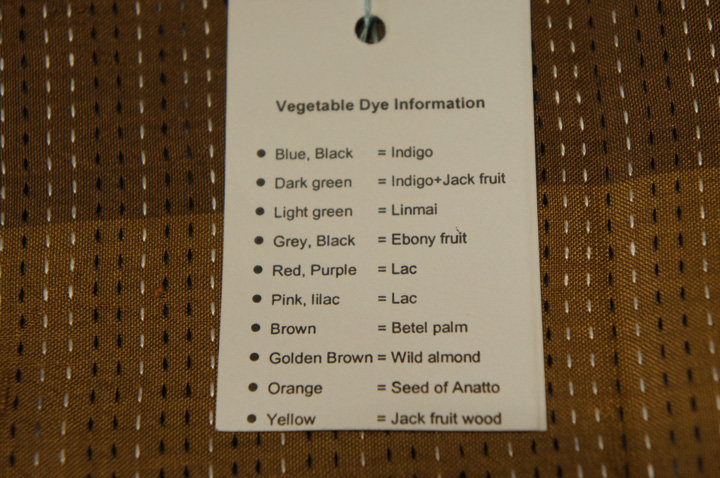 Vegetable Dye Information
• Blue, Black = Indigo
• Dark green = Indigo+Jack fruit
• Light green = Linmai
• Grey, Black = Ebony fruit
• Red, Purple = Lac
• Pink, lilac = Lac
• Brown = Betel palm
• Golden Brown = Wild almond
• Orange = Seed of Anatto
• Yellow = Jack fruit wood